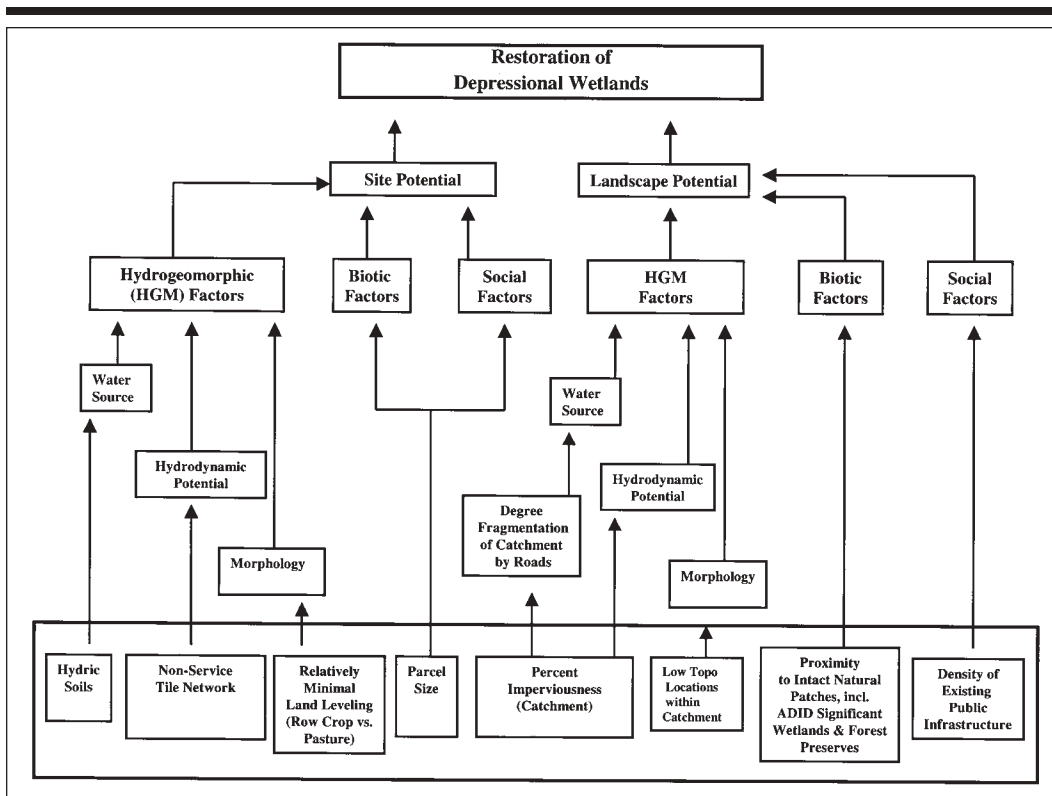 Restoration of
Depressional Wetlands
Site Potential
Landscape Potential
Hydrogeomorphic
(HGM) Factors
Biotic
Factors
Social
Factors
HGM
Factors
Biotic
Factors
Social
Factors
Water
Source
Water
Source
Hydrodynamic
Potential
Hydrodynamic
Potential
Degree
Fragmentation
of Catchment
by Roads
Morphology
Morphology
Hydric
Soils
Non-Service
Tile Network
Relatively
Minimal
Land Leveling
(Row Crop vs.
Pasture)
Parcel
Size
Percent
Imperviousness
(Catchment)
Low Topo
Locations
within
Catchment
Proximity
to Intact Natural
Patches, incl.
ADID Significant
Wetlands & Forest
Preserves
Density of
Existing
Public
Infrastructure